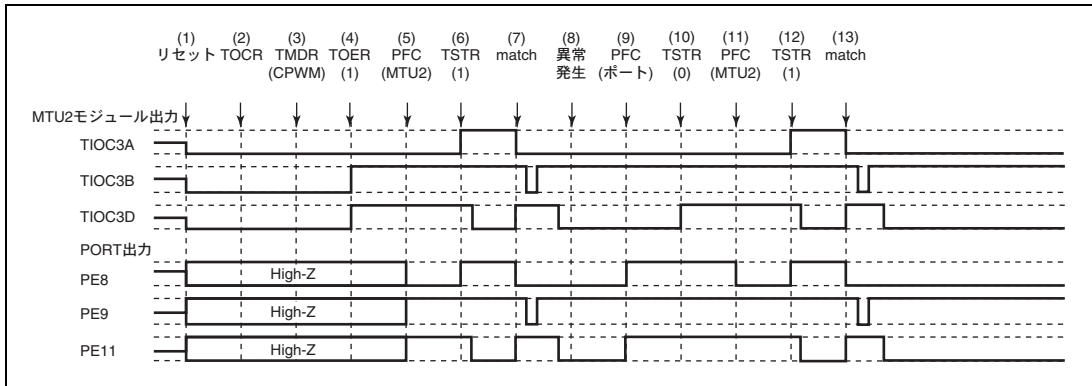 (1) (2) (3) (4) (5) (6) (7) (8) (9) (10) (11) (12) (13)
リセット TOCR TMDR TOER PFC TSTR match 異常 PFC TSTR PFC TSTR match
(CPWM) (1) (MTU2) (1) 発生 (ポート) (0) (MTU2) (1)
MTU2モジュール出力
TIOC3A
TIOC3B
TIOC3D
PORT出力
PE8 High-Z
PE9 High-Z
PE11 High-Z